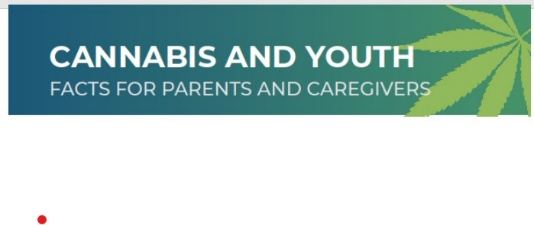 CANNABIS AND YOUTH
FACTS FOR PARENTS AND CAREGIVERS